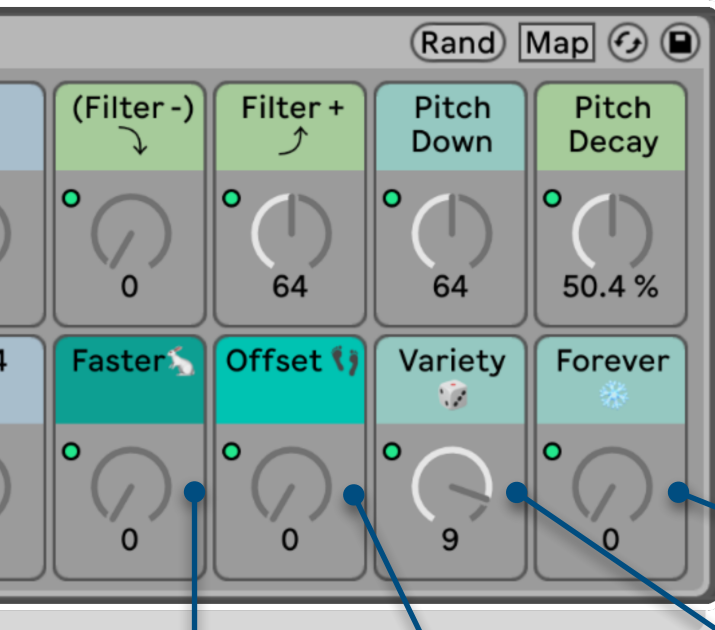 Rand Map
(Filter -) Filter + Pitch Pitch
Down Decay
0 64 64 50.4 %
4 Faster Offset Variety Forever
0 0 9 0